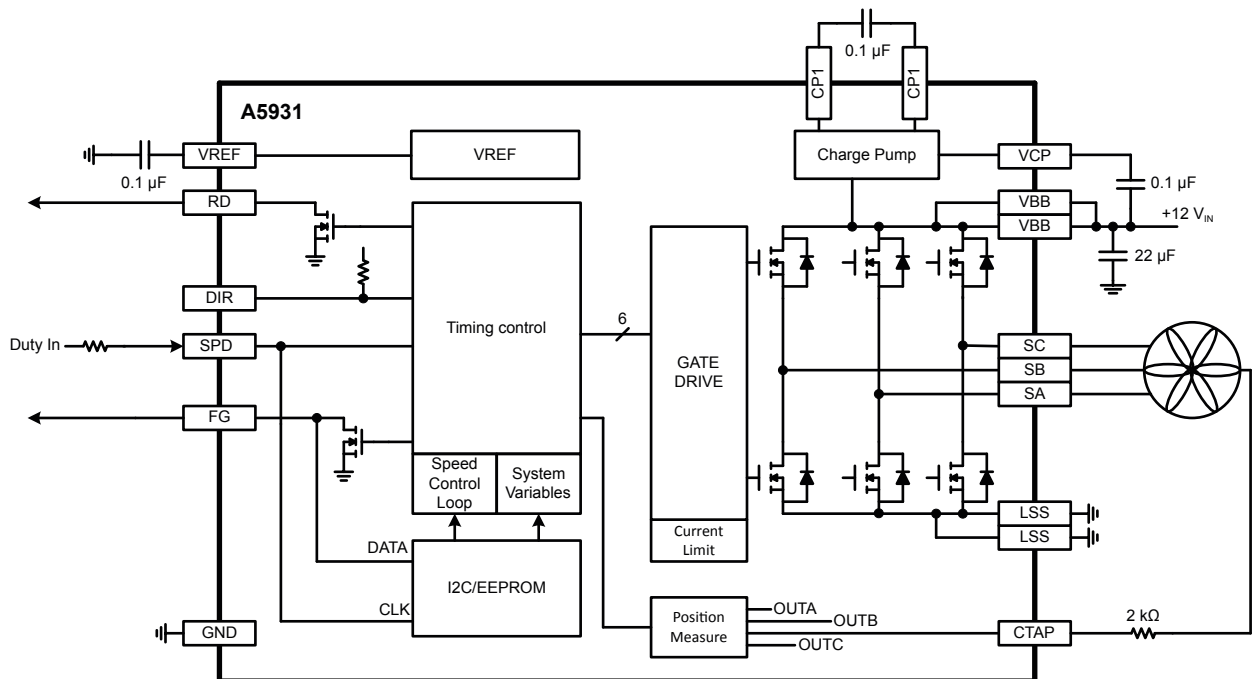 0.1 µF
CP1
CP1
A5931
VREF
0.1 µF
VREF
Charge Pump
VCP
0.1 µF
RD
VBB
VBB
+12 VIN
22 µF
DIR
Timing control
6
GATE
DRIVE
Duty In
SPD
SC
SB
SA
FG
Speed
Control
Loop
System
Variables
LSS
LSS
Current
Limit
DATA
I2C/EEPROM
CLK
GND
Position
Measure
OUTA
OUTB
OUTC
CTAP
2 kΩ